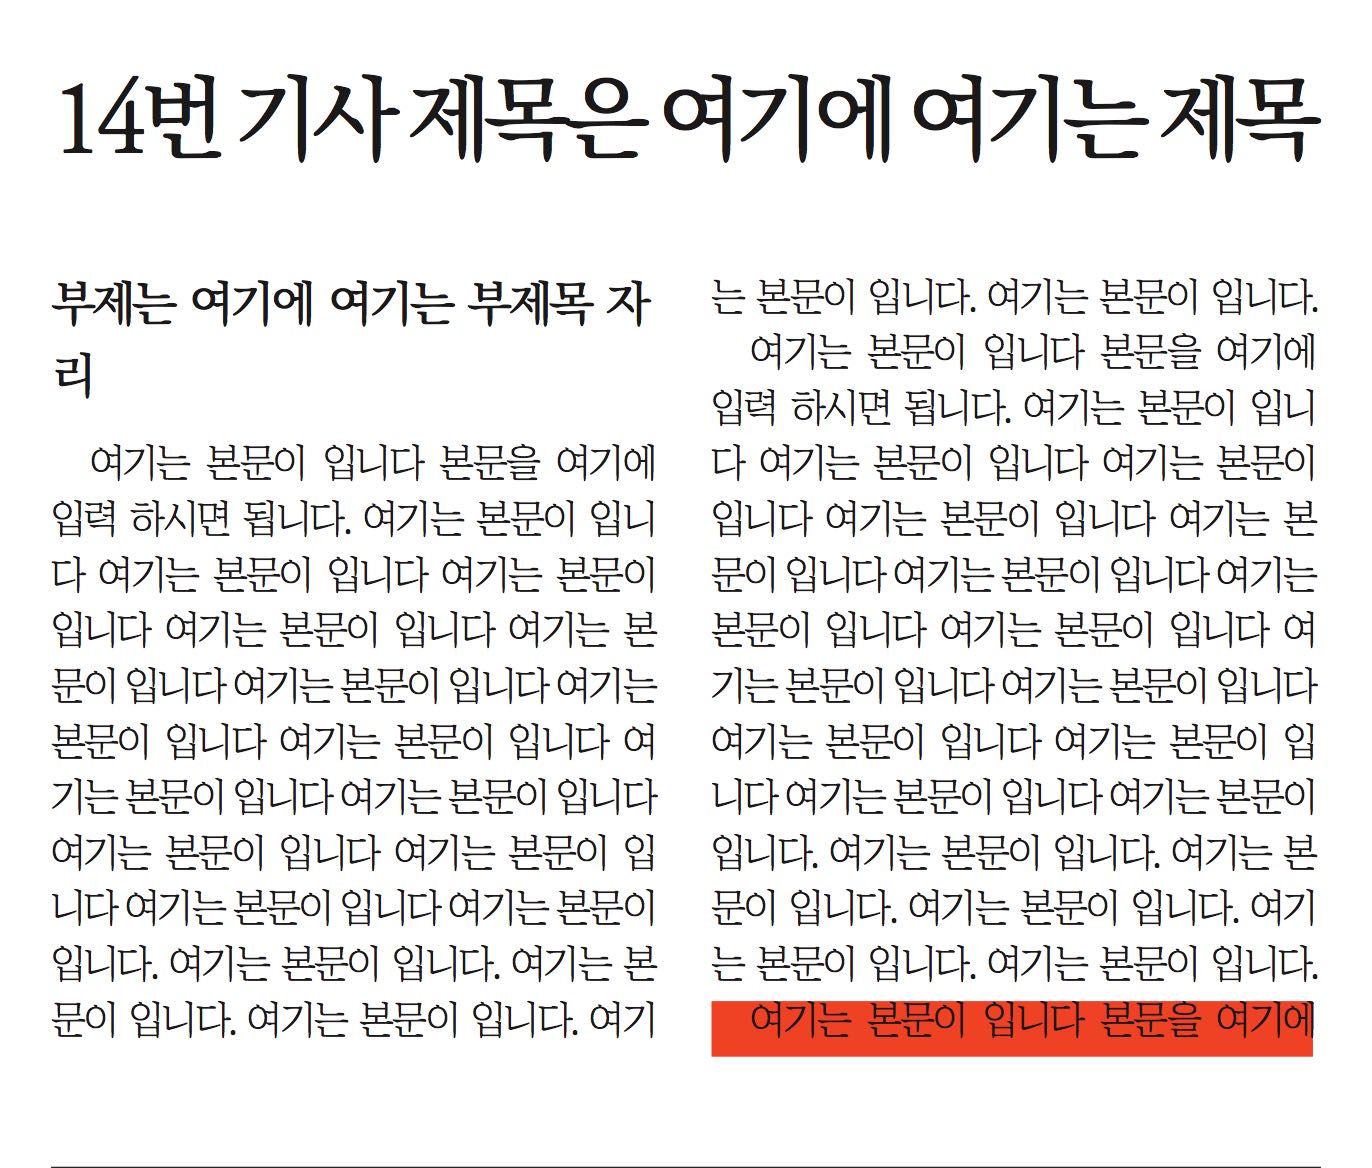 14번 기사 제목은 여기에 여기는 제목
부제는 여기에 여기는 부제목 자
리
여기는 본문이 입니다 본문을 여기에
입력 하시면 됩니다. 여기는 본문이 입니
다 여기는 본문이 입니다 여기는 본문이
입니다 여기는 본문이 입니다 여기는 본
문이 입니다 여기는 본문이 입니다 여기는
본문이 입니다 여기는 본문이 입니다 여
기는 본문이 입니다 여기는 본문이 입니다
여기는 본문이 입니다 여기는 본문이 입
니다 여기는 본문이 입니다 여기는 본문이
입니다. 여기는 본문이 입니다. 여기는 본
문이 입니다. 여기는 본문이 입니다. 여기
는 본문이 입니다. 여기는 본문이 입니다.
여기는 본문이 입니다 본문을 여기에
입력 하시면 됩니다. 여기는 본문이 입니
다 여기는 본문이 입니다 여기는 본문이
입니다 여기는 본문이 입니다 여기는 본
문이 입니다 여기는 본문이 입니다 여기는
본문이 입니다 여기는 본문이 입니다 여
기는 본문이 입니다 여기는 본문이 입니다
여기는 본문이 입니다 여기는 본문이 입
니다 여기는 본문이 입니다 여기는 본문이
입니다. 여기는 본문이 입니다. 여기는 본
문이 입니다. 여기는 본문이 입니다. 여기
는 본문이 입니다. 여기는 본문이 입니다.
여기는 본문이 입니다 본문을 여기에